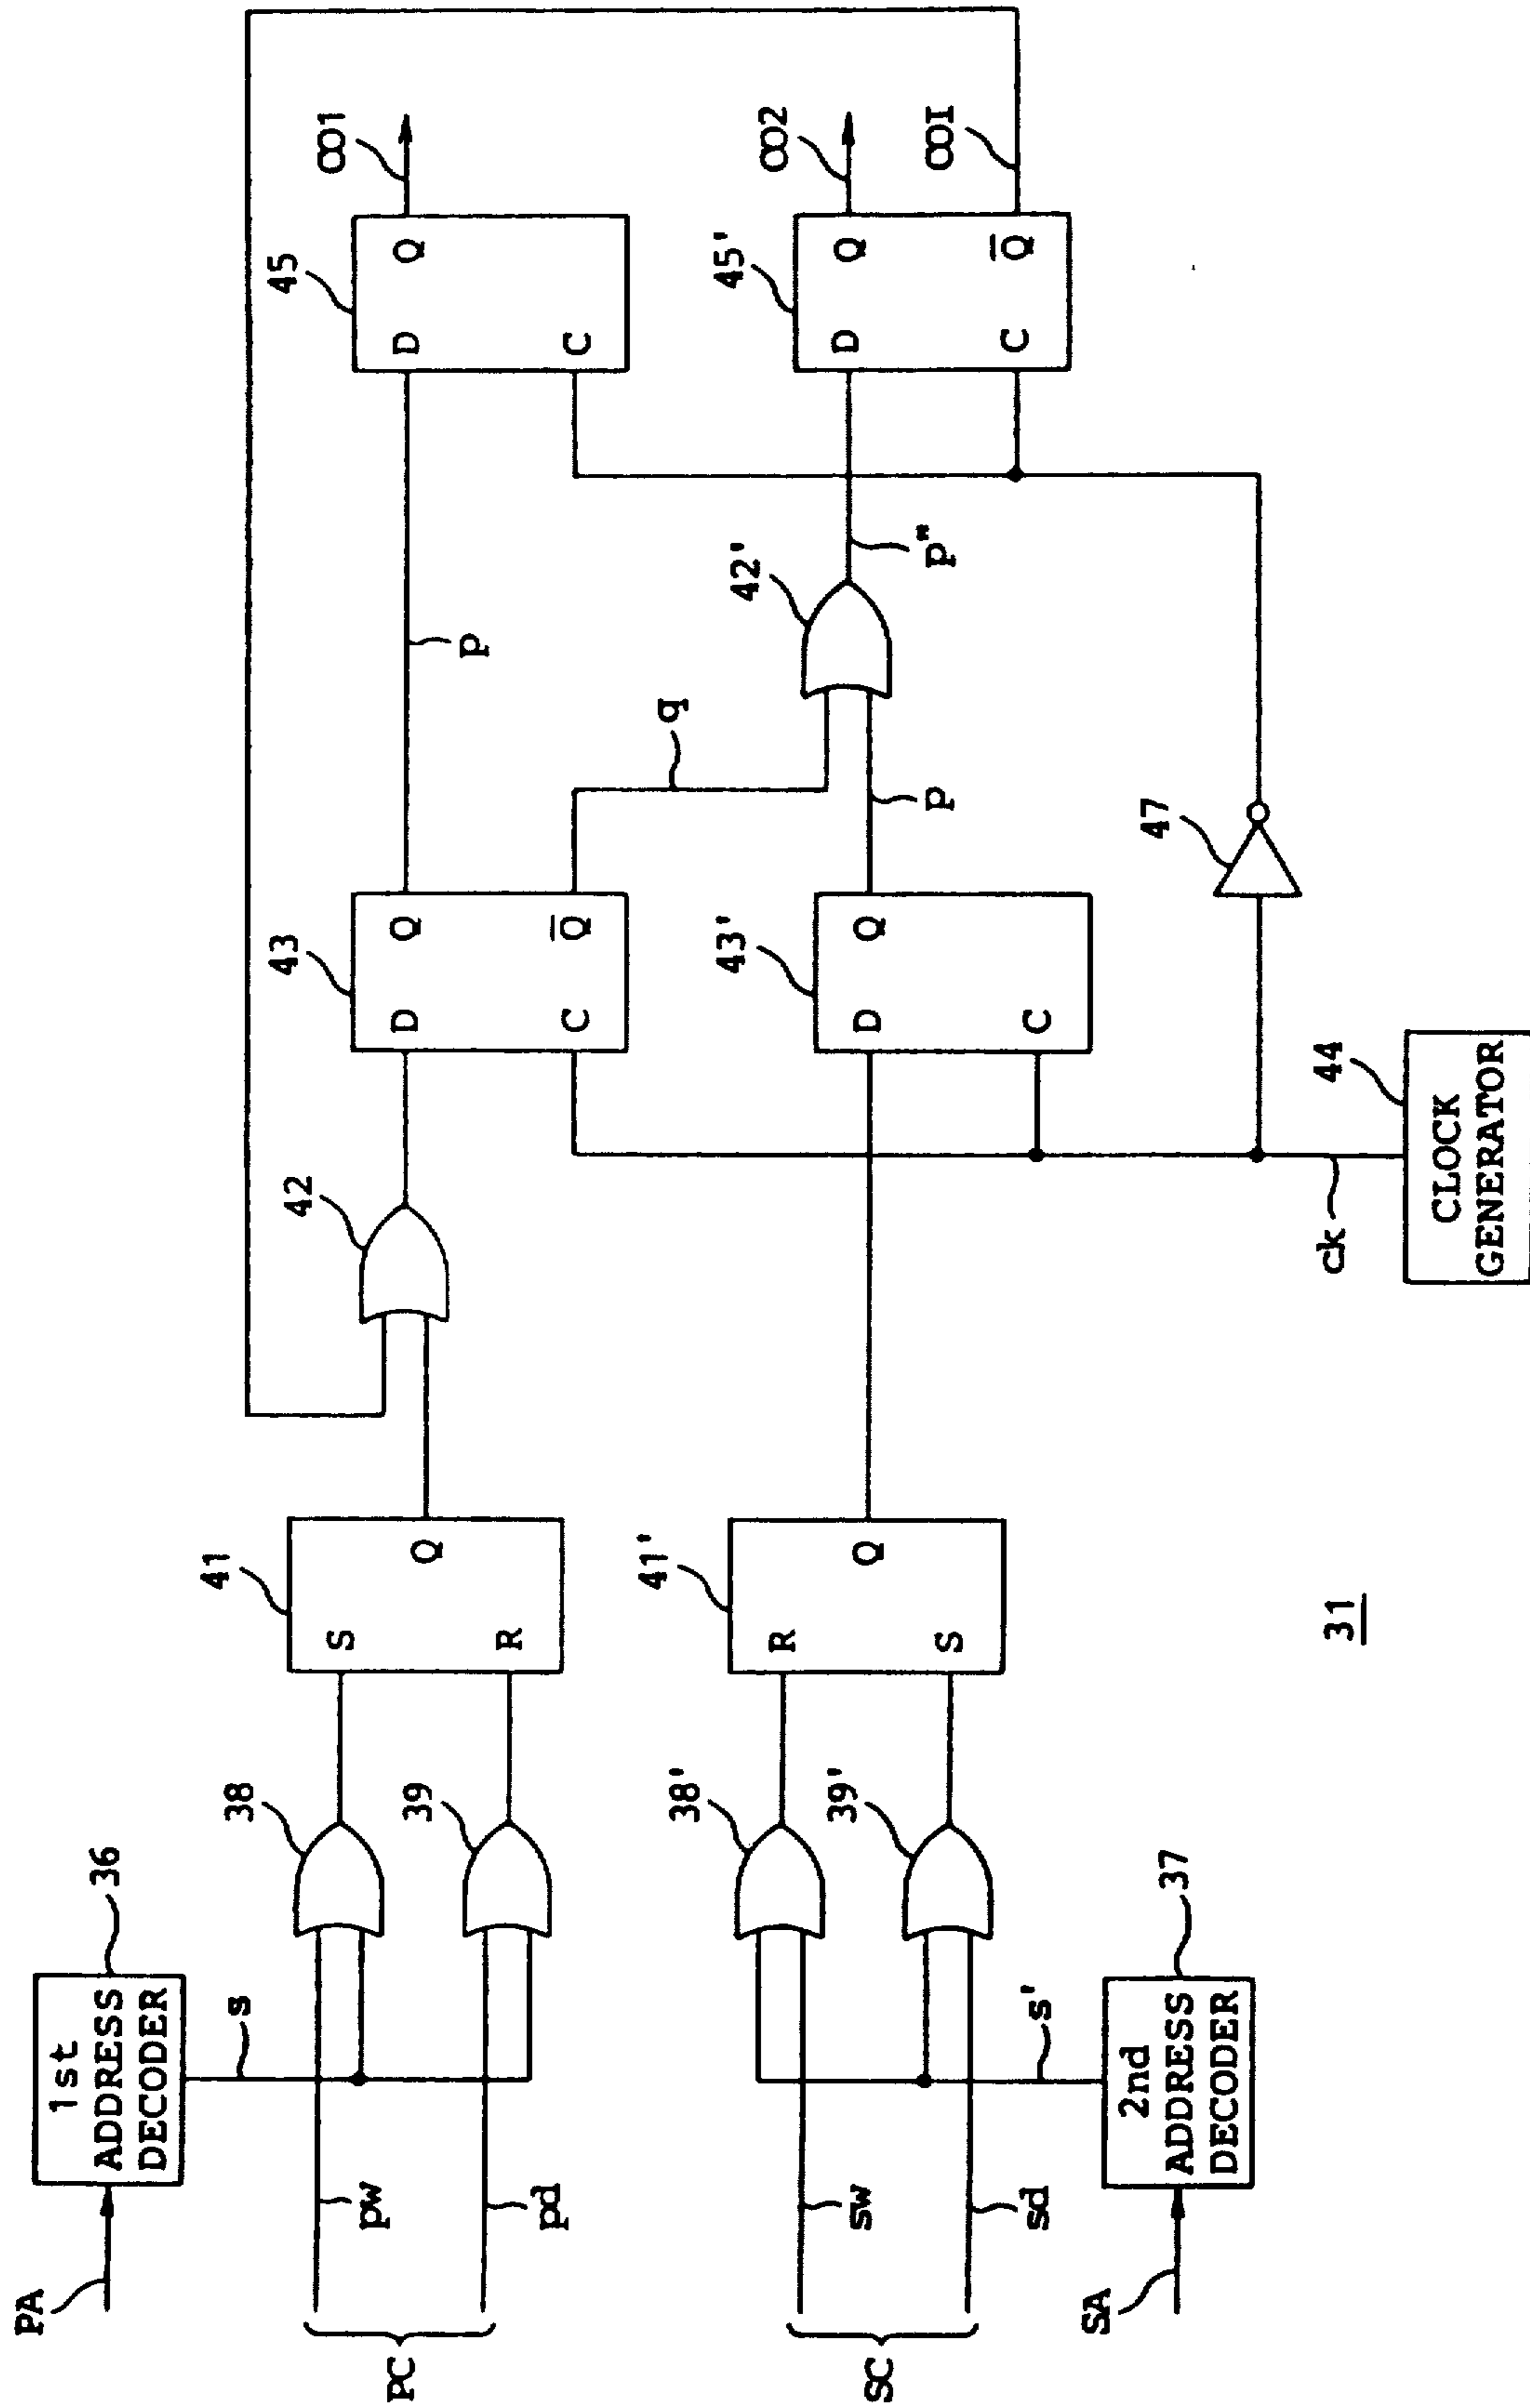 PA
1st
ADDRESS
DECODER
36
s
PC
pw
pd
38
39
41
S
R
Q
42
43
D
Q
C
Q̅
p
q
45
D
Q
C
CO1
SC
sw
sd
38'
39'
41'
R
S
Q
43'
D
Q
C
p
42'
p"
45'
D
Q
C
Q̅
CO2
COI
SA
2nd
ADDRESS
DECODER
37
s'
47
ck
CLOCK
GENERATOR
44
31